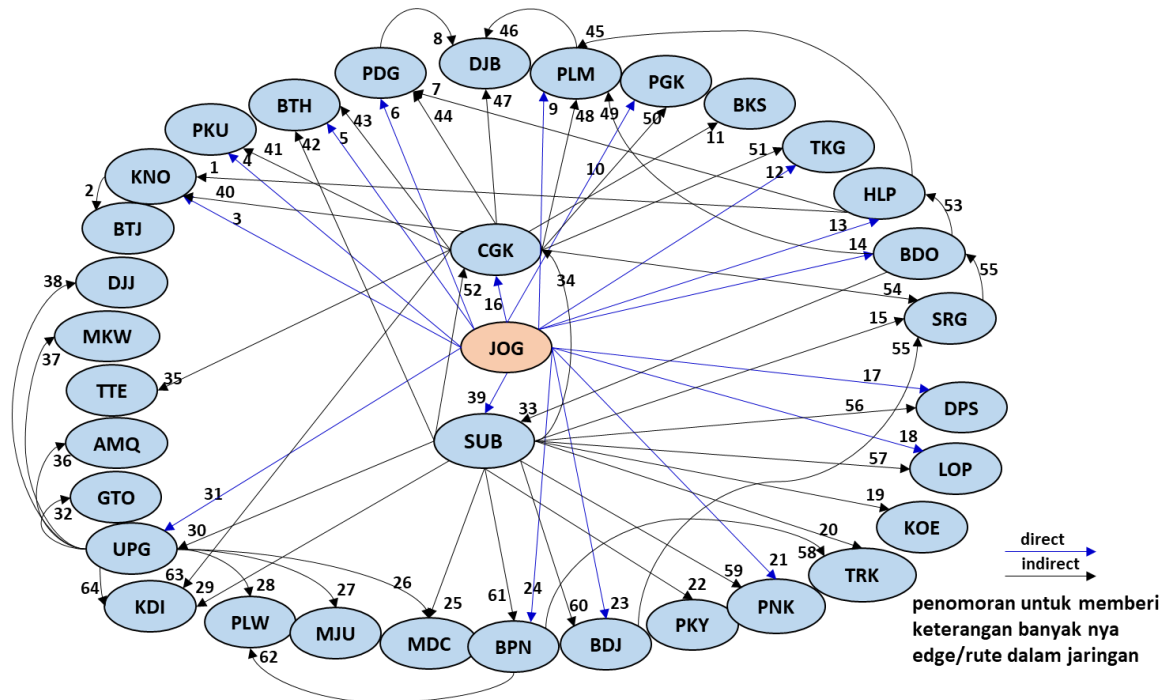 45
8
46
DJB
PDG
PLM
PGK
7
47
9
48
49
50
BKS
BTH
6
44
11
43
42
5
PKU
41
4
51
TKG
12
10
1
KNO
2
40
3
HLP
13
53
BTJ
CGK
14
BDO
34
55
38
DJJ
52
16
54
15
SRG
37
MKW
JOG
55
TTE
35
17
39
33
56
DPS
AMQ
36
SUB
18
57
LOP
GTO
32
31
19
KOE
30
20
UPG
58
direct
indirect
64
63
29
28
27
26
25
61
24
60
23
22
59
21
TRK
KDI
PLW
MJU
MDC
BPN
BDJ
PKY
PNK
62
penomoran untuk memberi
keterangan banyak nya
edge/rute dalam jaringan